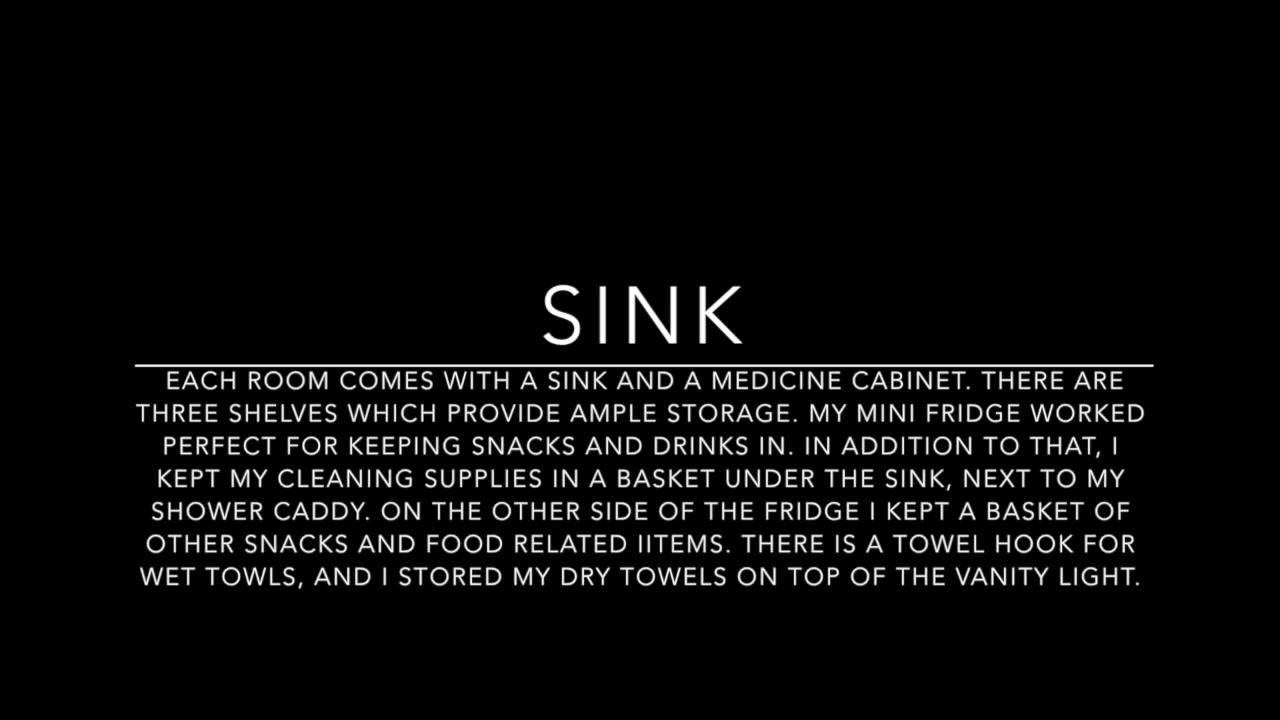 SINK
EACH ROOM COMES WITH A SINK AND A MEDICINE CABINET. THERE ARE
THREE SHELVES WHICH PROVIDE AMPLE STORAGE. MY MINI FRIDGE WORKED
PERFECT FOR KEEPING SNACKS AND DRINKS IN. IN ADDITION TO THAT, I
KEPT MY CLEANING SUPPLIES IN A BASKET UNDER THE SINK, NEXT TO MY
SHOWER CADDY. ON THE OTHER SIDE OF THE FRIDGE I KEPT A BASKET OF
OTHER SNACKS AND FOOD RELATED IITEMS. THERE IS A TOWEL HOOK FOR
WET TOWLS, AND I STORED MY DRY TOWELS ON TOP OF THE VANITY LIGHT.